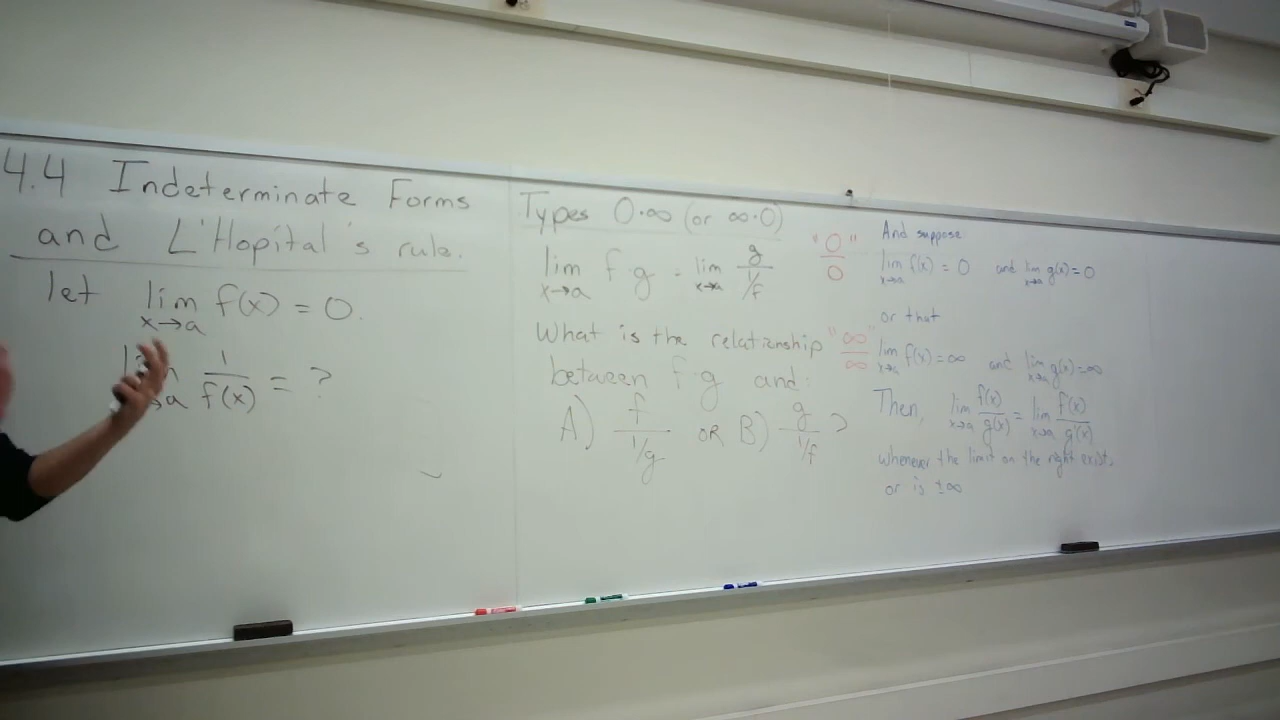 4.4 Indeterminate Forms
and L'Hopital's rule.
let lim x→a f(x) = 0.
1/f(x) = ?
Types 0·∞ (or ∞·0)
lim x→a f g = lim x→a g/(1/f)
What is the relationship
between f·g and:
A) f/(1/g) OR B) g/(1/f) ?
"0/0"
"∞/∞"
And suppose
lim x→a f(x) = 0 and lim x→a g(x) = 0
or that
lim x→a f(x) = ∞ and lim x→a g(x) = ∞
Then, lim x→a f(x)/g(x) = lim x→a f'(x)/g'(x)
whenever the limit on the right exist,
or is ±∞